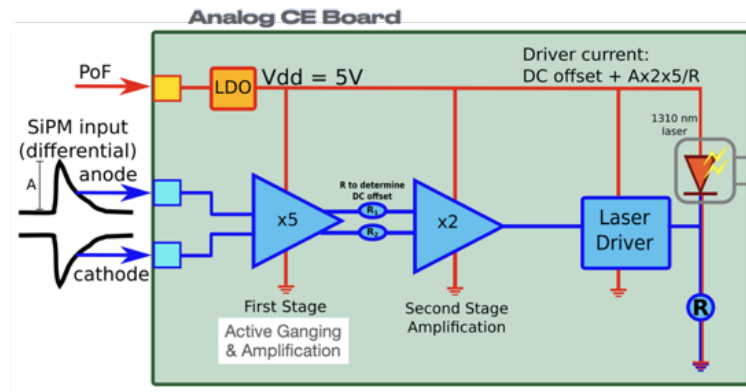 Analog CE Board
PoF
LDO
Vdd = 5V
Driver current:
DC offset + Ax2x5/R
SiPM input
(differential)
anode
A
cathode
1310 nm
laser
R to determine
DC offset
x5
R₁
R₂
x2
Laser
Driver
R
First Stage
Active Ganging
& Amplification
Second Stage
Amplification